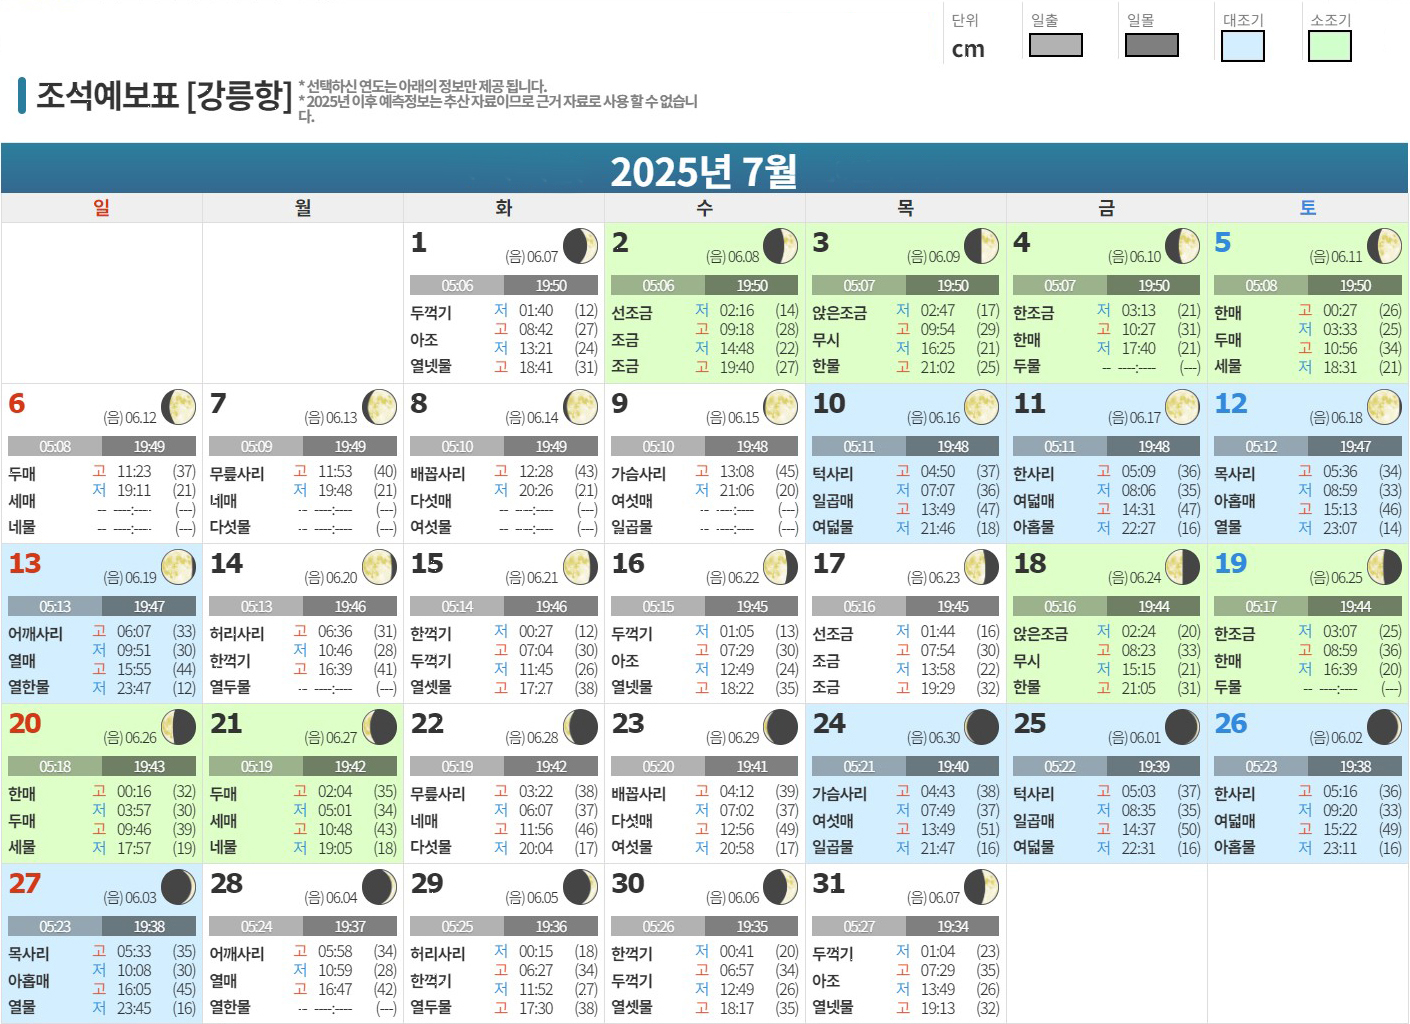 단위 일출 일몰 대조기 소조기
cm
조석예보표 [강릉항]
* 선택하신 연도는 아래의 정보만 제공 됩니다.
* 2025년 이후 예측정보는 추산 자료이므로 근거 자료로 사용 할 수 없습니
다.
2025년 7월
일 월 화 수 목 금 토
1
(음) 06.07
05:06 19:50
두꺽기
아조
열넷물
저 01:40 (12)
고 08:42 (27)
저 13:21 (24)
고 18:41 (31)
2
(음) 06.08
05:06 19:50
선조금
조금
조금
저 02:16 (14)
고 09:18 (28)
저 14:48 (22)
고 19:40 (27)
3
(음) 06.09
05:07 19:50
앉은조금
무시
한물
저 02:47 (17)
고 09:54 (29)
저 16:25 (21)
고 21:02 (25)
4
(음) 06.10
05:07 19:50
한조금
한매
두물
저 03:13 (21)
고 10:27 (31)
저 17:40 (21)
-- ----:---- (---)
5
(음) 06.11
05:08 19:50
한매
두매
세물
고 00:27 (26)
저 03:33 (25)
고 10:56 (34)
저 18:31 (21)
6
(음) 06.12
05:08 19:49
두매
세매
네물
고 11:23 (37)
저 19:11 (21)
-- ----:---- (---)
-- ----:---- (---)
7
(음) 06.13
05:09 19:49
무릎사리
네매
다섯물
고 11:53 (40)
저 19:48 (21)
-- ----:---- (---)
-- ----:---- (---)
8
(음) 06.14
05:10 19:49
배꼽사리
다섯매
여섯물
고 12:28 (43)
저 20:26 (21)
-- ----:---- (---)
-- ----:---- (---)
9
(음) 06.15
05:10 19:48
가슴사리
여섯매
일곱물
고 13:08 (45)
저 21:06 (20)
-- ----:---- (---)
-- ----:---- (---)
10
(음) 06.16
05:11 19:48
턱사리
일곱매
여덟물
고 04:50 (37)
저 07:07 (36)
고 13:49 (47)
저 21:46 (18)
11
(음) 06.17
05:11 19:48
한사리
여덟매
아홉물
고 05:09 (36)
저 08:06 (35)
고 14:31 (47)
저 22:27 (16)
12
(음) 06.18
05:12 19:47
목사리
아홉매
열물
고 05:36 (34)
저 08:59 (33)
고 15:13 (46)
저 23:07 (14)
13
(음) 06.19
05:13 19:47
어깨사리
열매
열한물
고 06:07 (33)
저 09:51 (30)
고 15:55 (44)
저 23:47 (12)
14
(음) 06.20
05:13 19:46
허리사리
한꺽기
열두물
고 06:36 (31)
저 10:46 (28)
고 16:39 (41)
-- ----:---- (---)
15
(음) 06.21
05:14 19:46
한꺽기
두꺽기
열셋물
저 00:27 (12)
고 07:04 (30)
저 11:45 (26)
고 17:27 (38)
16
(음) 06.22
05:15 19:45
두꺽기
아조
열넷물
저 01:05 (13)
고 07:29 (30)
저 12:49 (24)
고 18:22 (35)
17
(음) 06.23
05:16 19:45
선조금
조금
조금
저 01:44 (16)
고 07:54 (30)
저 13:58 (22)
고 19:29 (32)
18
(음) 06.24
05:16 19:44
앉은조금
무시
한물
저 02:24 (20)
고 08:23 (33)
저 15:15 (21)
고 21:05 (31)
19
(음) 06.25
05:17 19:44
한조금
한매
두물
저 03:07 (25)
고 08:59 (36)
저 16:39 (20)
-- ----:---- (---)
20
(음) 06.26
05:18 19:43
한매
두매
세물
고 00:16 (32)
저 03:57 (30)
고 09:46 (39)
저 17:57 (19)
21
(음) 06.27
05:19 19:42
두매
세매
네물
고 02:04 (35)
저 05:01 (34)
고 10:48 (43)
저 19:05 (18)
22
(음) 06.28
05:19 19:42
무릎사리
네매
다섯물
고 03:22 (38)
저 06:07 (37)
고 11:56 (46)
저 20:04 (17)
23
(음) 06.29
05:20 19:41
배꼽사리
다섯매
여섯물
고 04:12 (39)
저 07:02 (37)
고 12:56 (49)
저 20:58 (17)
24
(음) 06.30
05:21 19:40
가슴사리
여섯매
일곱물
고 04:43 (38)
저 07:49 (37)
고 13:49 (51)
저 21:47 (16)
25
(음) 06.01
05:22 19:39
턱사리
일곱매
여덟물
고 05:03 (37)
저 08:35 (35)
고 14:37 (50)
저 22:31 (16)
26
(음) 06.02
05:23 19:38
한사리
여덟매
아홉물
고 05:16 (36)
저 09:20 (33)
고 15:22 (49)
저 23:11 (16)
27
(음) 06.03
05:23 19:38
목사리
아홉매
열물
고 05:33 (35)
저 10:08 (30)
고 16:05 (45)
저 23:45 (16)
28
(음) 06.04
05:24 19:37
어깨사리
열매
열한물
고 05:58 (34)
저 10:59 (28)
고 16:47 (42)
-- ----:---- (---)
29
(음) 06.05
05:25 19:36
허리사리
한꺽기
열두물
저 00:15 (18)
고 06:27 (34)
저 11:52 (27)
고 17:30 (38)
30
(음) 06.06
05:26 19:35
한꺽기
두꺽기
열셋물
저 00:41 (20)
고 06:57 (34)
저 12:49 (26)
고 18:17 (35)
31
(음) 06.07
05:27 19:34
두꺽기
아조
열넷물
저 01:04 (23)
고 07:29 (35)
저 13:49 (26)
고 19:13 (32)